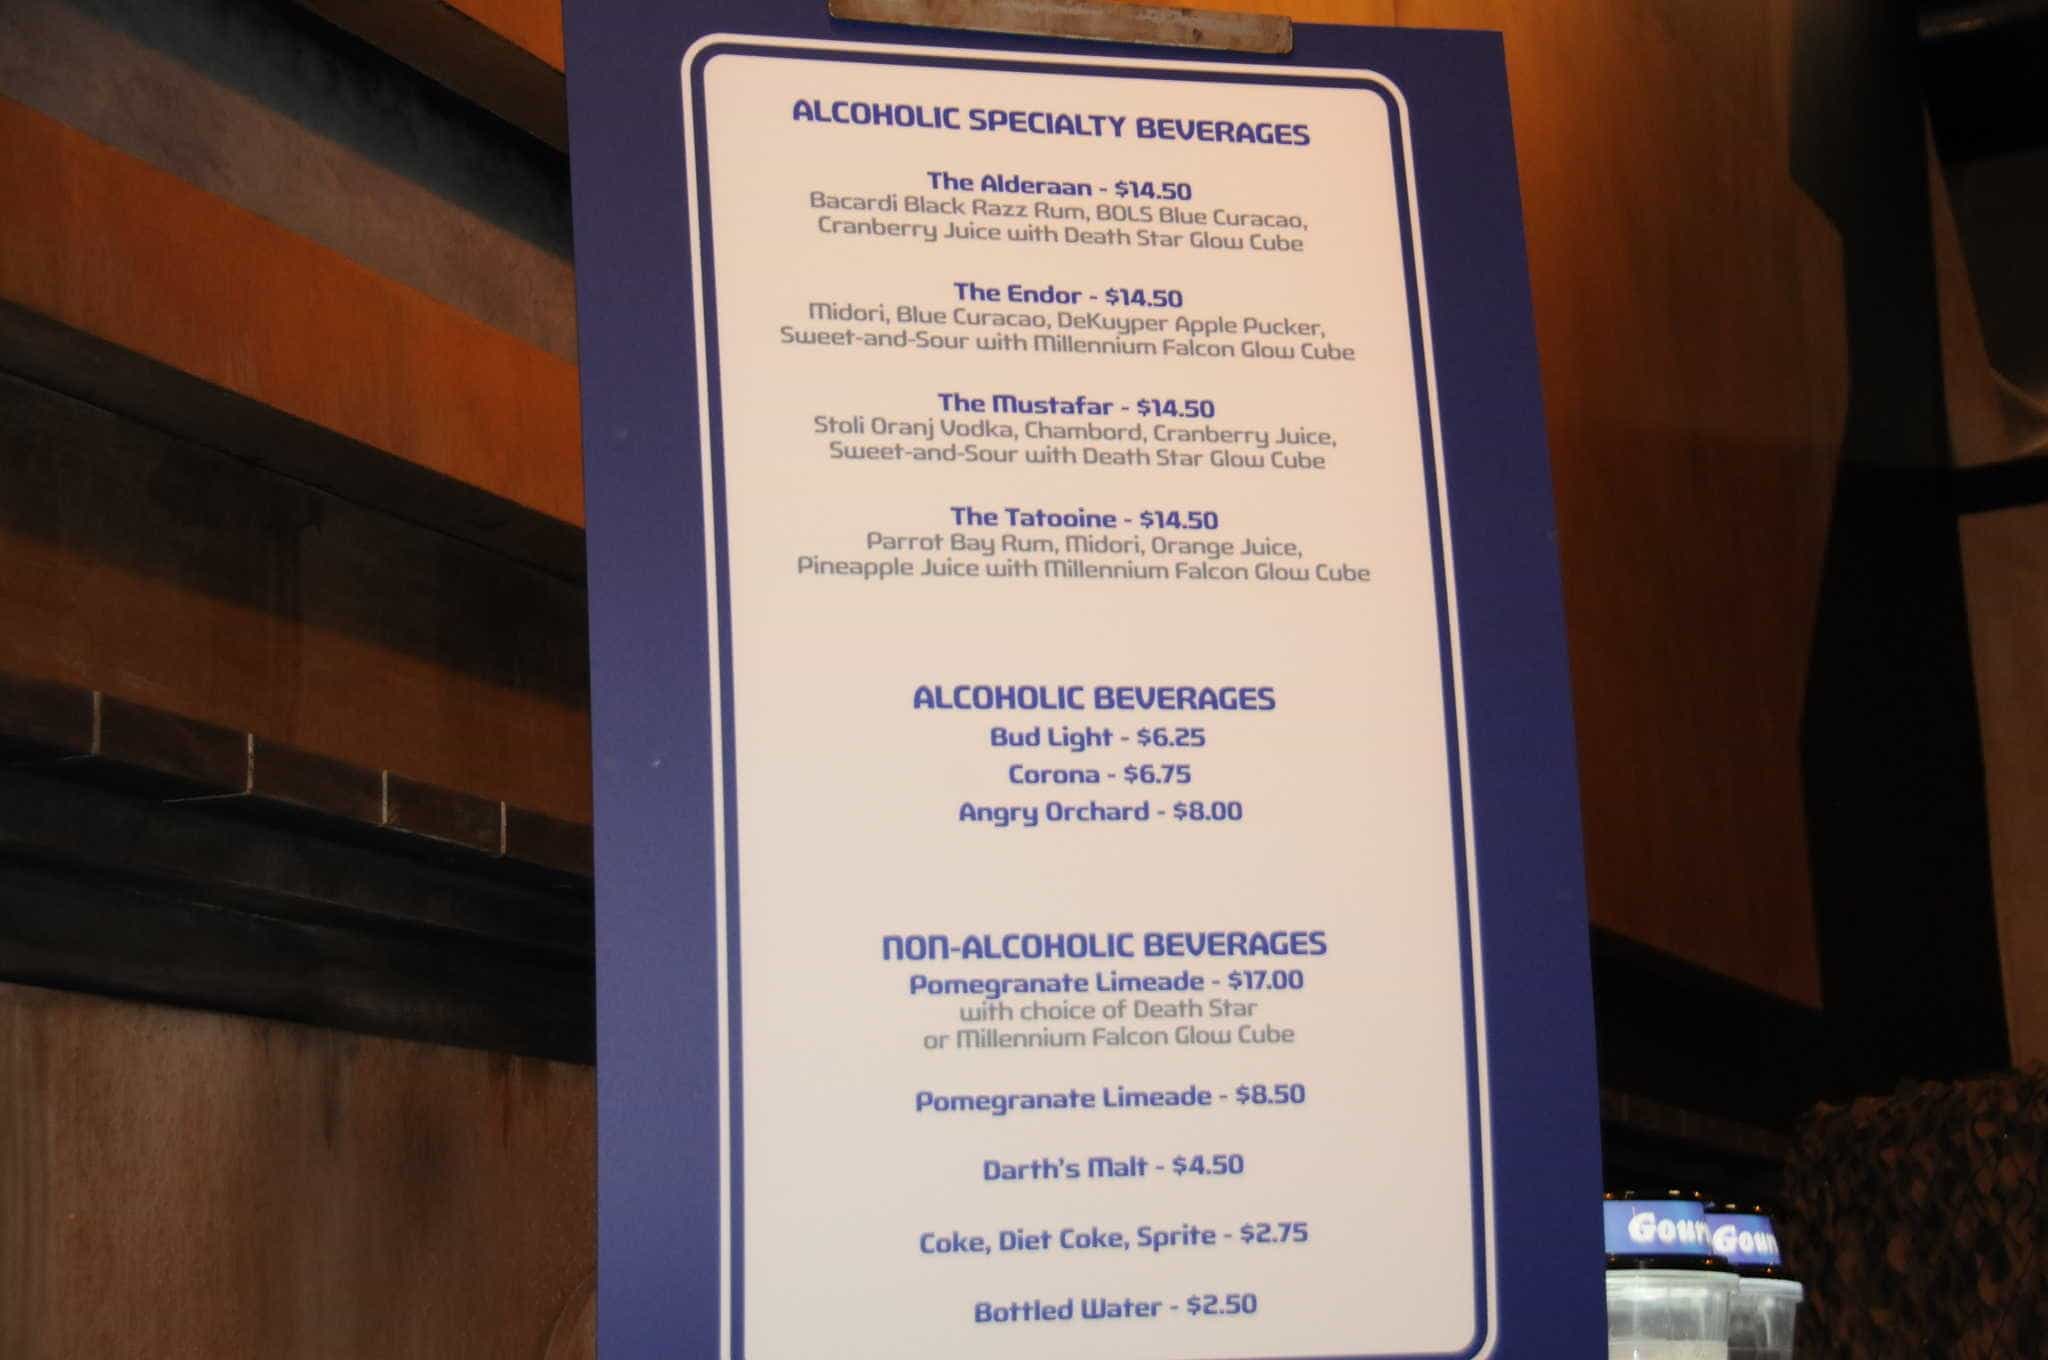 ALCOHOLIC SPECIALTY BEVERAGES
The Alderaan - $14.50
Bacardi Black Razz Rum, BOLS Blue Curacao,
Cranberry Juice with Death Star Glow Cube
The Endor - $14.50
Midori, Blue Curacao, DeKuyper Apple Pucker,
Sweet-and-Sour with Millennium Falcon Glow Cube
The Mustafar - $14.50
Stoli Oranj Vodka, Chambord, Cranberry Juice,
Sweet-and-Sour with Death Star Glow Cube
The Tatooine - $14.50
Parrot Bay Rum, Midori, Orange Juice,
Pineapple Juice with Millennium Falcon Glow Cube
ALCOHOLIC BEVERAGES
Bud Light - $6.25
Corona - $6.75
Angry Orchard - $8.00
NON-ALCOHOLIC BEVERAGES
Pomegranate Limeade - $17.00
with choice of Death Star
or Millennium Falcon Glow Cube
Pomegranate Limeade - $8.50
Darth's Malt - $4.50
Coke, Diet Coke, Sprite - $2.75
Bottled Water - $2.50